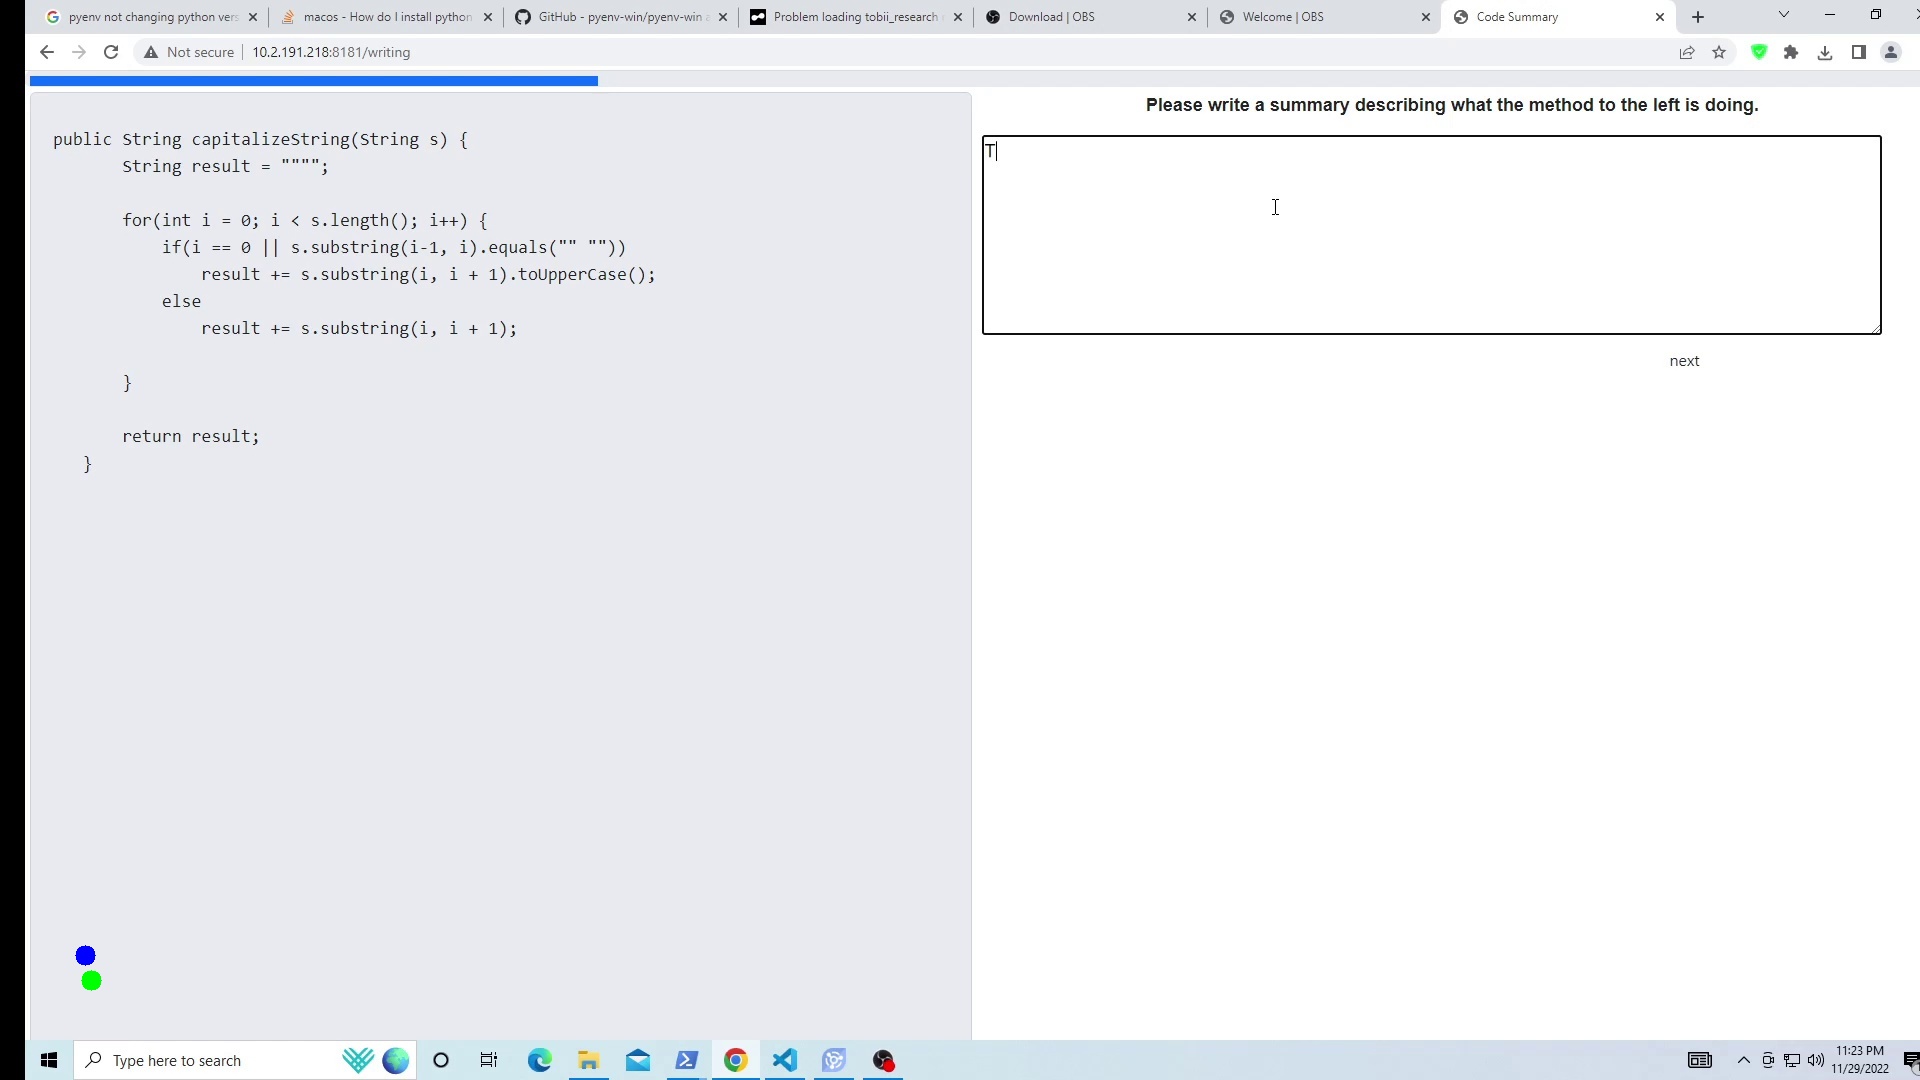 pyenv not changing python vers
macos - How do I install python
GitHub - pyenv-win/pyenv-win a
Problem loading tobii_research
Download | OBS
Welcome | OBS
Code Summary
Not secure
10.2.191.218:8181/writing
public String capitalizeString(String s) {
String result = """";
for(int i = 0; i < s.length(); i++) {
if(i == 0 || s.substring(i-1, i).equals("" ""))
result += s.substring(i, i + 1).toUpperCase();
else
result += s.substring(i, i + 1);
}
return result;
}
Please write a summary describing what the method to the left is doing.
T
next
Type here to search
11:23 PM
11/29/2022